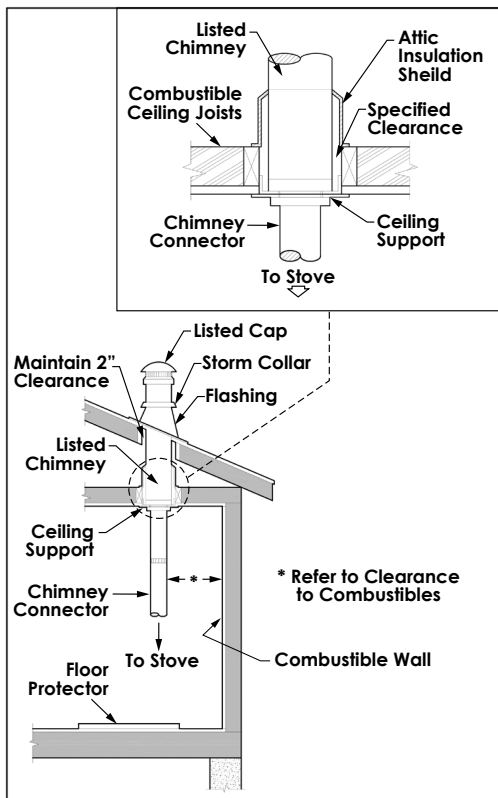 Listed
Chimney
Attic
Insulation
Sheild
Combustible
Ceiling Joists
Specified
Clearance
Chimney
Connector
Ceiling
Support
To Stove
Listed Cap
Maintain 2"
Clearance
Storm Collar
Flashing
Listed
Chimney
Ceiling
Support
*
* Refer to Clearance
to Combustibles
Chimney
Connector
To Stove
Combustible Wall
Floor
Protector